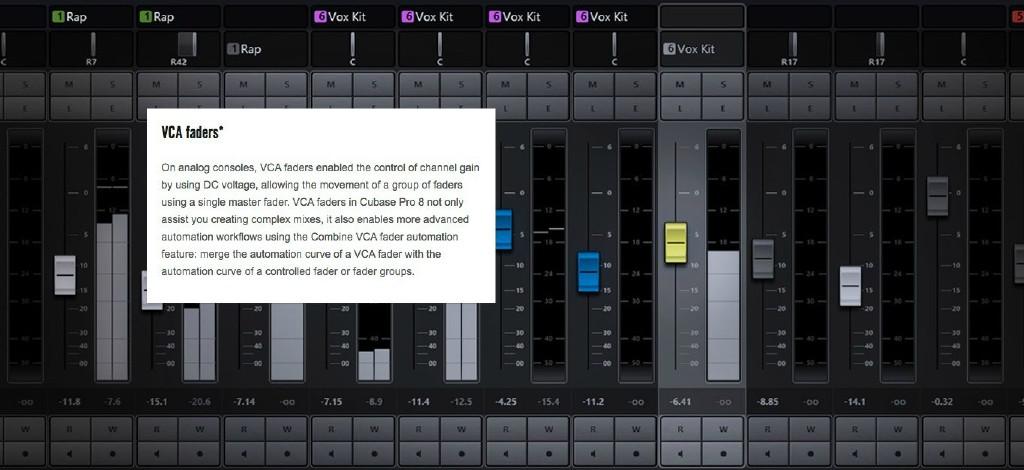 1 Rap
1 Rap
6 Vox Kit
6 Vox Kit
6 Vox Kit
6 Vox Kit
1 Rap
6 Vox Kit
C R7 R42 C C C C R17 R17 C
M S M S M S M S M S M S M S M S M S M S M S
L E L E L E L E L E L E L E L E L E L E L E
VCA faders*
On analog consoles, VCA faders enabled the control of channel gain
by using DC voltage, allowing the movement of a group of faders
using a single master fader. VCA faders in Cubase Pro 8 not only
assist you creating complex mixes, it also enables more advanced
automation workflows using the Combine VCA fader automation
feature: merge the automation curve of a VCA fader with the
automation curve of a controlled fader or fader groups.
-oo -11.8 -7.6 -15.1 -20.6 -7.14 -oo -7.15 -8.9 -11.4 -12.5 -4.25 -15.4 -11.2 -oo -6.41 -oo -8.85 -oo -14.1 -oo -0.32 -oo
W R W R W R W R W R W R W R W R W R W R W R W